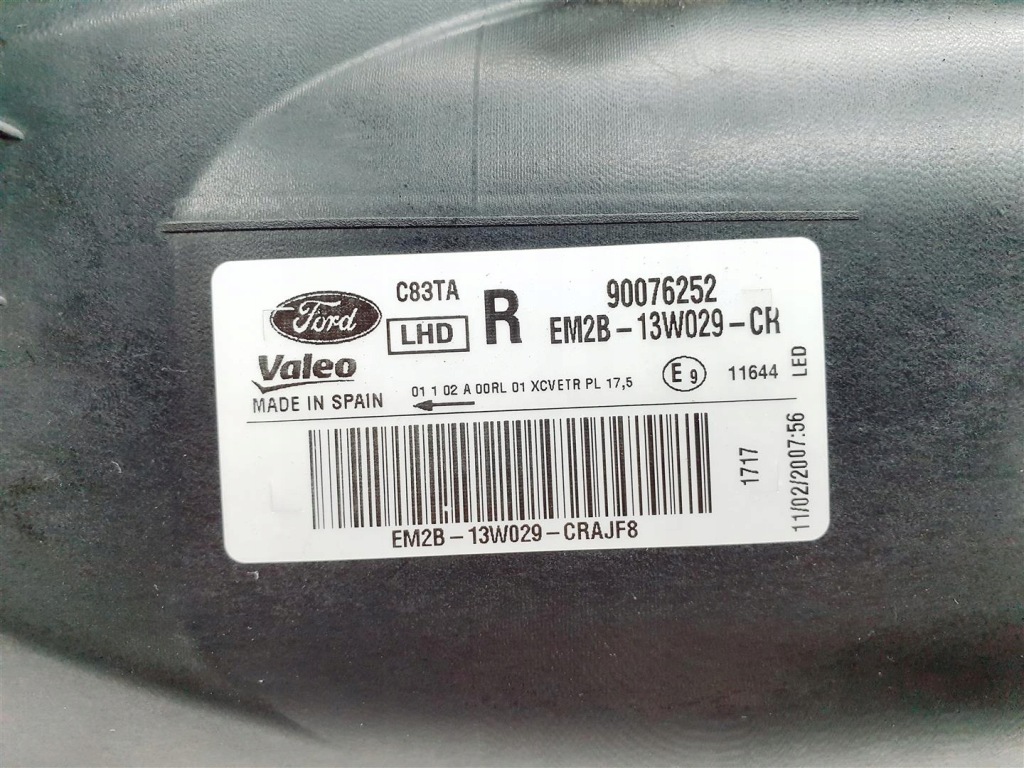 Ford
C83TA
LHD
R
90076252
EM2B-13W029-CR
Valeo
MADE IN SPAIN
01 1 02 A 00RL 01 XCVETR PL 17,5
E9
11644
LED
EM2B-13W029-CRAJF8
1717
11/02/2007:56